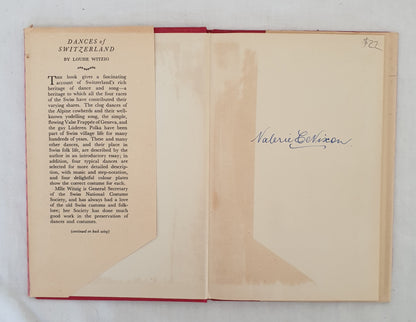 DANCES of
SWITZERLAND
BY LOUISE WITZIG
THIS book gives a fascinating
account of Switzerland's rich
heritage of dance and song—a
heritage to which all the four races
of the Swiss have contributed their
varying shares. The clog dances of
the Alpine cowherds and their well-
known yodelling song, the simple,
flowing Valse Frappée of Geneva, and
the gay Ländereren Polka have been
part of Swiss village life for many
hundreds of years. These and many
other dances, and their place in
Swiss folk life, are described by the
author in an introductory essay; in
addition, four typical dances are
selected for more detailed descrip-
tion, with music and step-notation,
and four delightful colour plates
show the correct costume for each.
Mlle Witzig is General Secretary
of the Swiss National Costume
Society, and has always had a love
of the old Swiss customs and folk-
lore; her Society has done much
good work in the preservation of
dances and costumes.
(continued on back wing)
$22
Valerie Nixon.